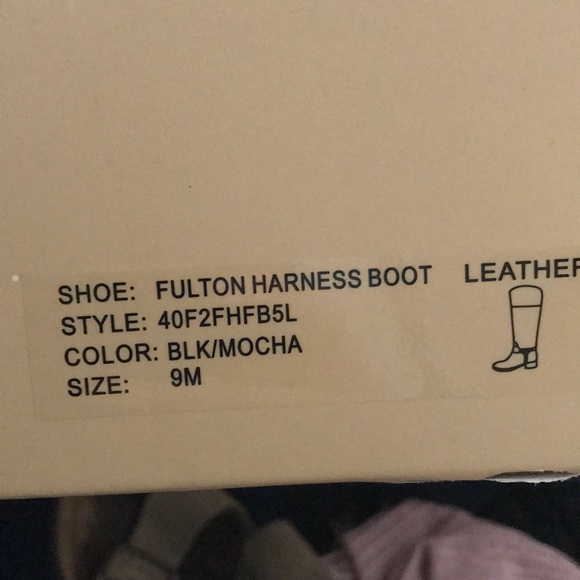 SHOE: FULTON HARNESS BOOT LEATHER
STYLE: 40F2FHFB5L
COLOR: BLK/MOCHA
SIZE: 9M